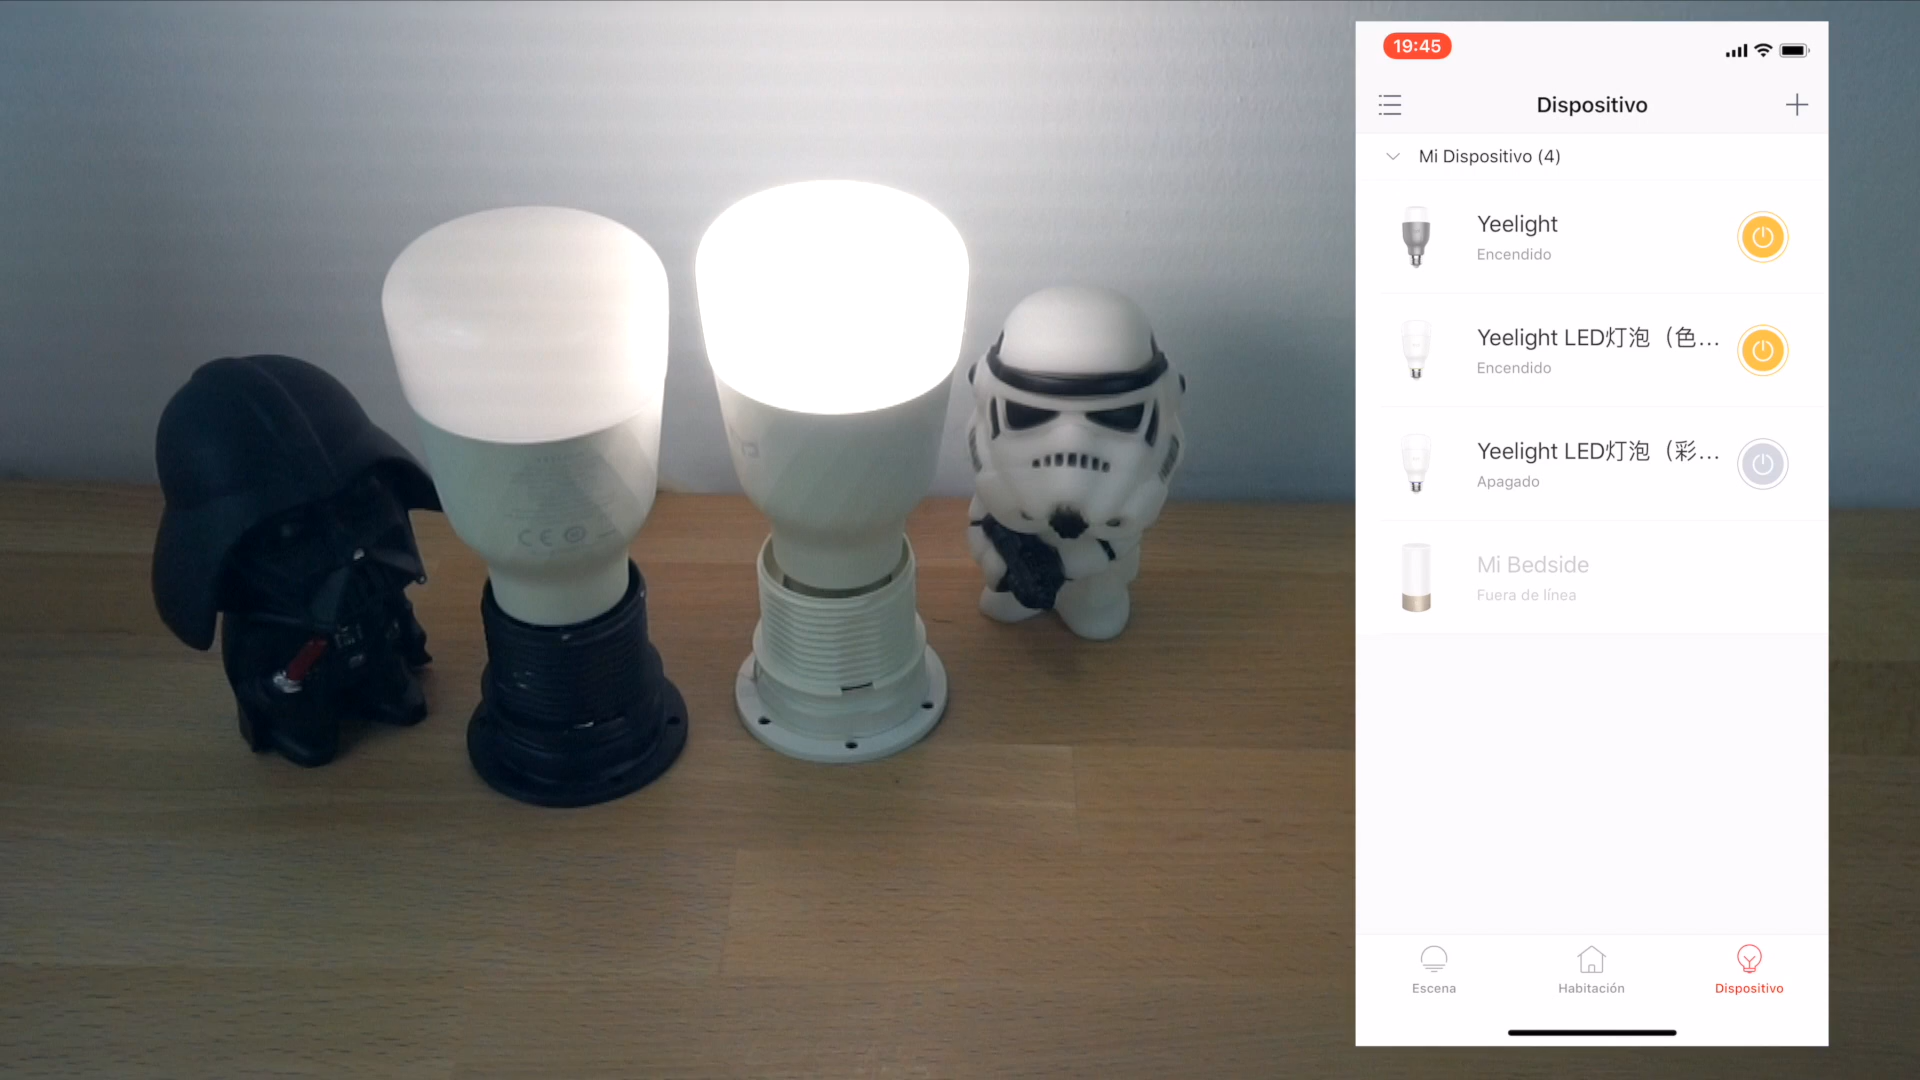 19:45
Dispositivo
Mi Dispositivo (4)
Yeelight
Encendido
Yeelight LED灯泡（色...
Encendido
Yeelight LED灯泡（彩...
Apagado
Mi Bedside
Fuera de línea
Escena
Habitación
Dispositivo
CE